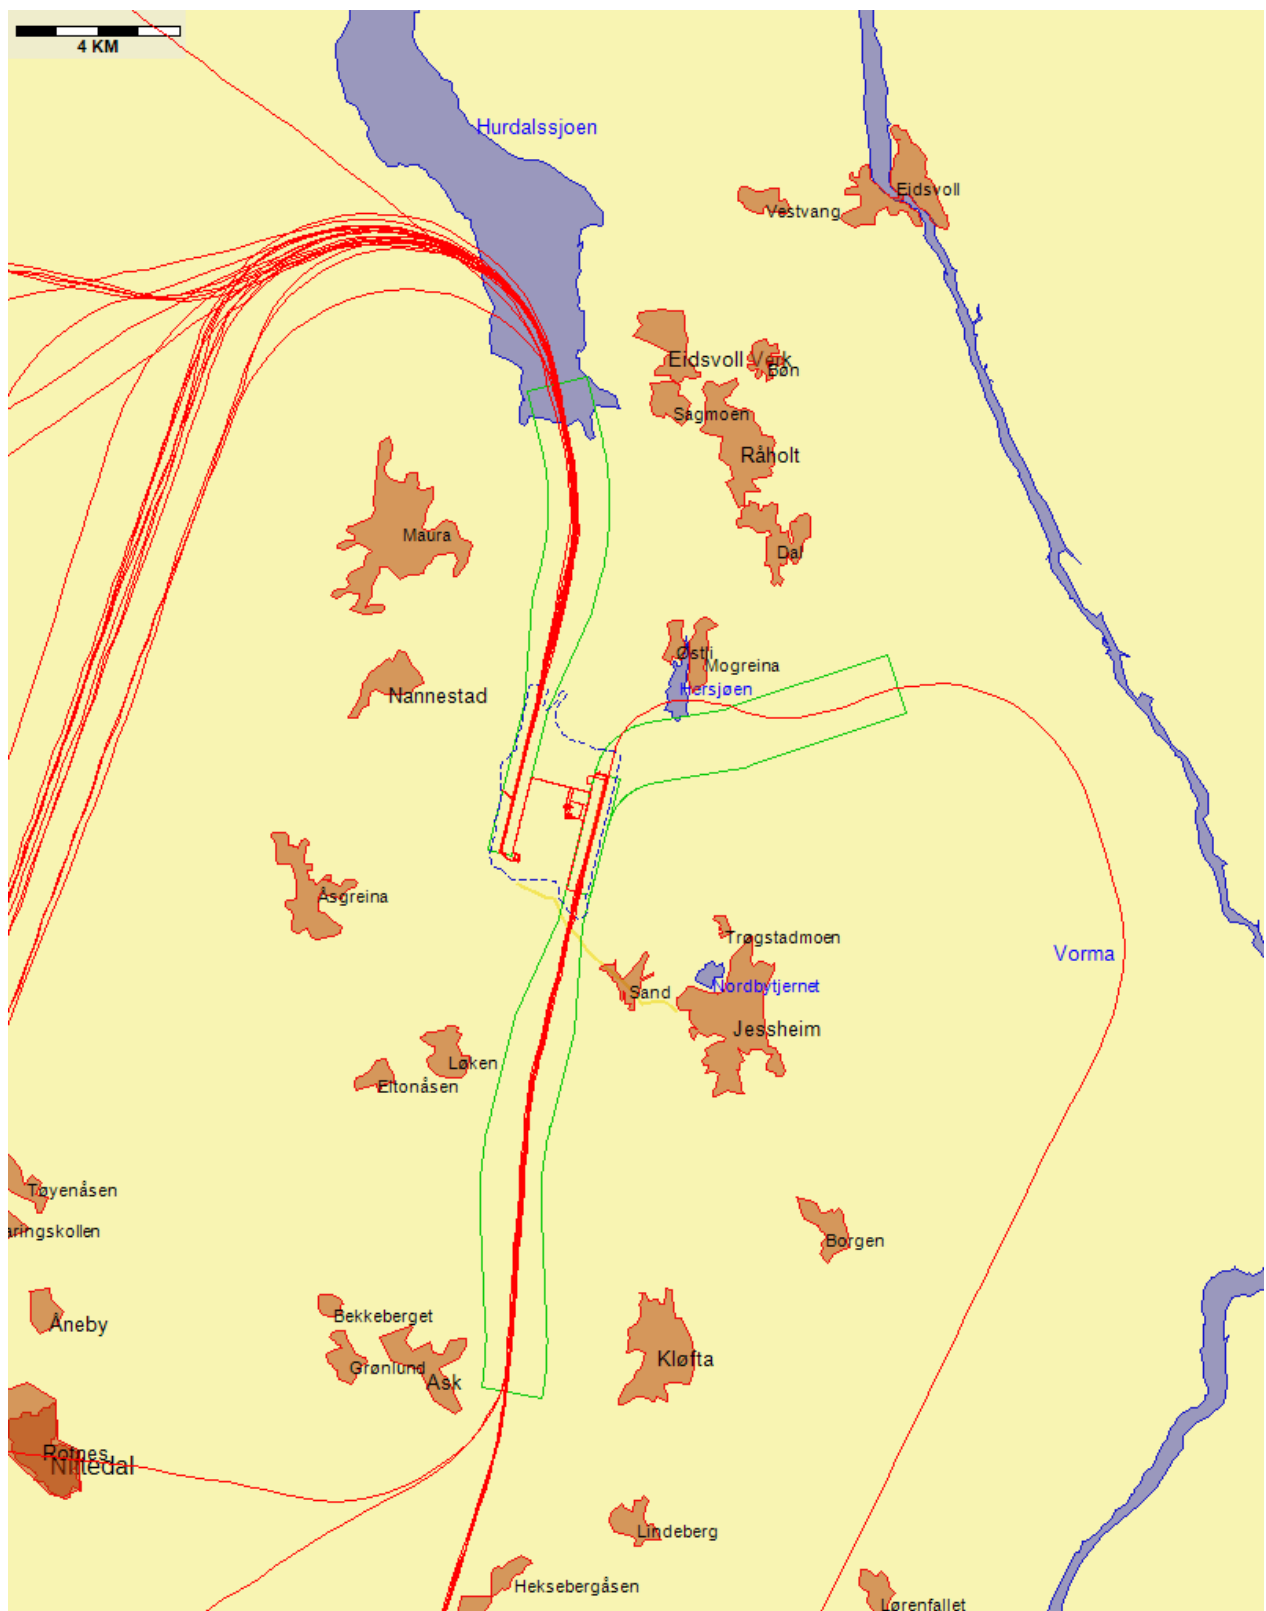 4 KM
Hurdalssjoen
Eidsvoll
Vestvang
Eidsvoll Verk
Bøn
Sagmoen
Råholt
Maura
Dal
Østli
Mogreina
Hersjøen
Nannestad
Åsgreina
Trøgstadmoen
Vorma
Nordbytjernet
Sand
Jessheim
Løken
Eltonåsen
Tøyenåsen
aringskollen
Borgen
Bekkeberget
Åneby
Kløfta
Grønlund
Ask
Rotnes
Nittedal
Lindeberg
Heksebergåsen
Lørenfallet